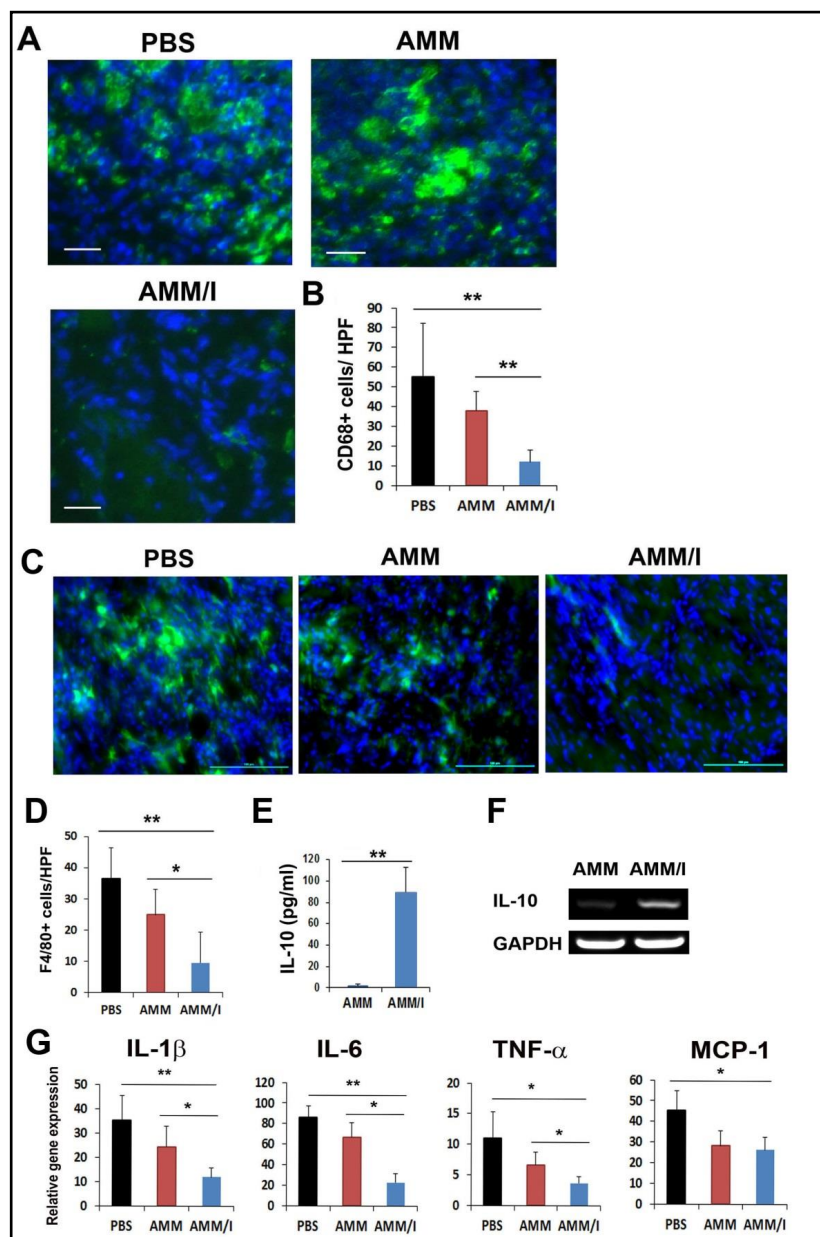 A
PBS
AMM
AMM/I
B
CD68+ cells/ HPF
90
80
70
60
50
40
30
20
10
0
**
**
PBS AMM AMM/I
C
PBS
AMM
AMM/I
D
F4/80+ cells/HPF
50
40
30
20
10
0
**
*
PBS AMM AMM/I
E
IL-10 (pg/ml)
120
100
80
60
40
20
0
**
AMM AMM/I
F
AMM AMM/I
IL-10
GAPDH
G
Relative gene expression
IL-1β
50
40
30
20
10
0
**
*
PBS AMM AMM/I
IL-6
120
100
80
60
40
20
0
**
*
PBS AMM AMM/I
TNF-α
20
15
10
5
0
*
*
PBS AMM AMM/I
MCP-1
60
50
40
30
20
10
0
*
PBS AMM AMM/I